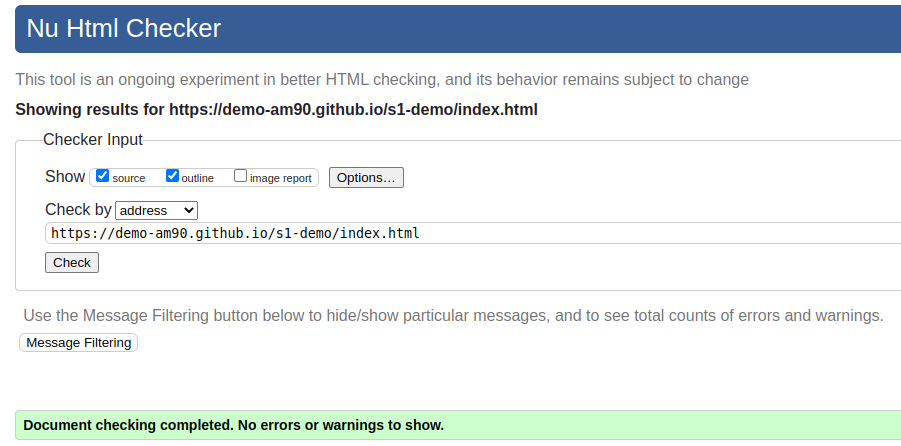 Nu Html Checker
This tool is an ongoing experiment in better HTML checking, and its behavior remains subject to change
Showing results for https://demo-am90.github.io/s1-demo/index.html
Checker Input
Show source outline image report Options...
Check by address
https://demo-am90.github.io/s1-demo/index.html
Check
Use the Message Filtering button below to hide/show particular messages, and to see total counts of errors and warnings.
Message Filtering
Document checking completed. No errors or warnings to show.